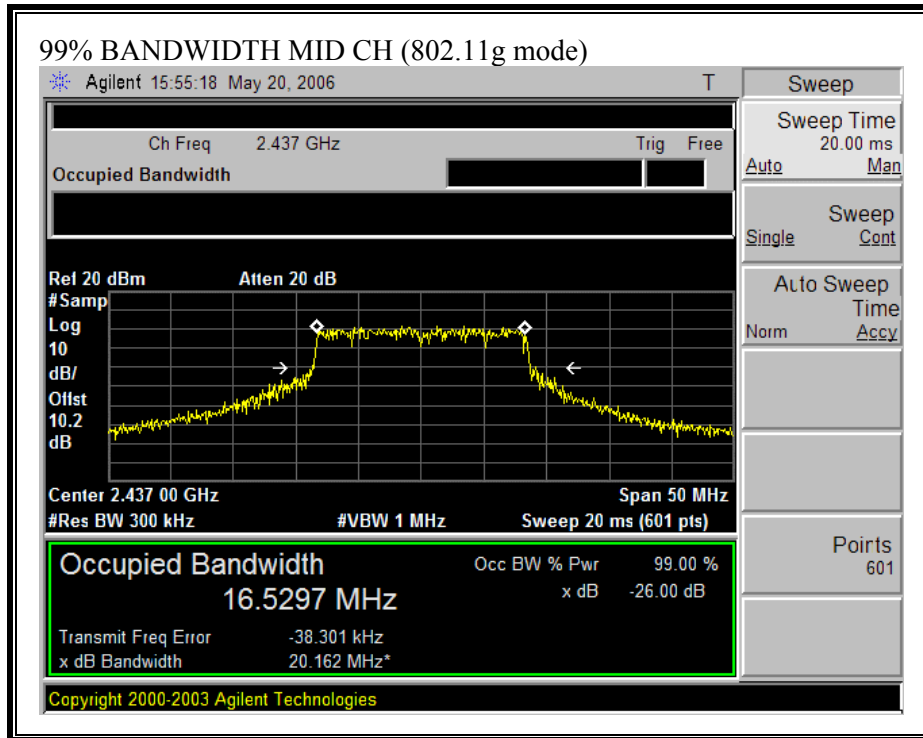 99% BANDWIDTH MID CH (802.11g mode)
Agilent 15:55:18 May 20, 2006 T
Sweep
Ch Freq 2.437 GHz Trig Free
Occupied Bandwidth
Sweep Time
20.00 ms
Auto Man
Sweep
Single Cont
Auto Sweep
Time
Norm Accy
Points
601
Ref 20 dBm Atten 20 dB
#Samp
Log
10
dB/
Offst
10.2
dB
Center 2.437 00 GHz Span 50 MHz
#Res BW 300 kHz #VBW 1 MHz Sweep 20 ms (601 pts)
Occupied Bandwidth
16.5297 MHz
Occ BW % Pwr 99.00 %
x dB -26.00 dB
Transmit Freq Error -38.301 kHz
x dB Bandwidth 20.162 MHz*
Copyright 2000-2003 Agilent Technologies